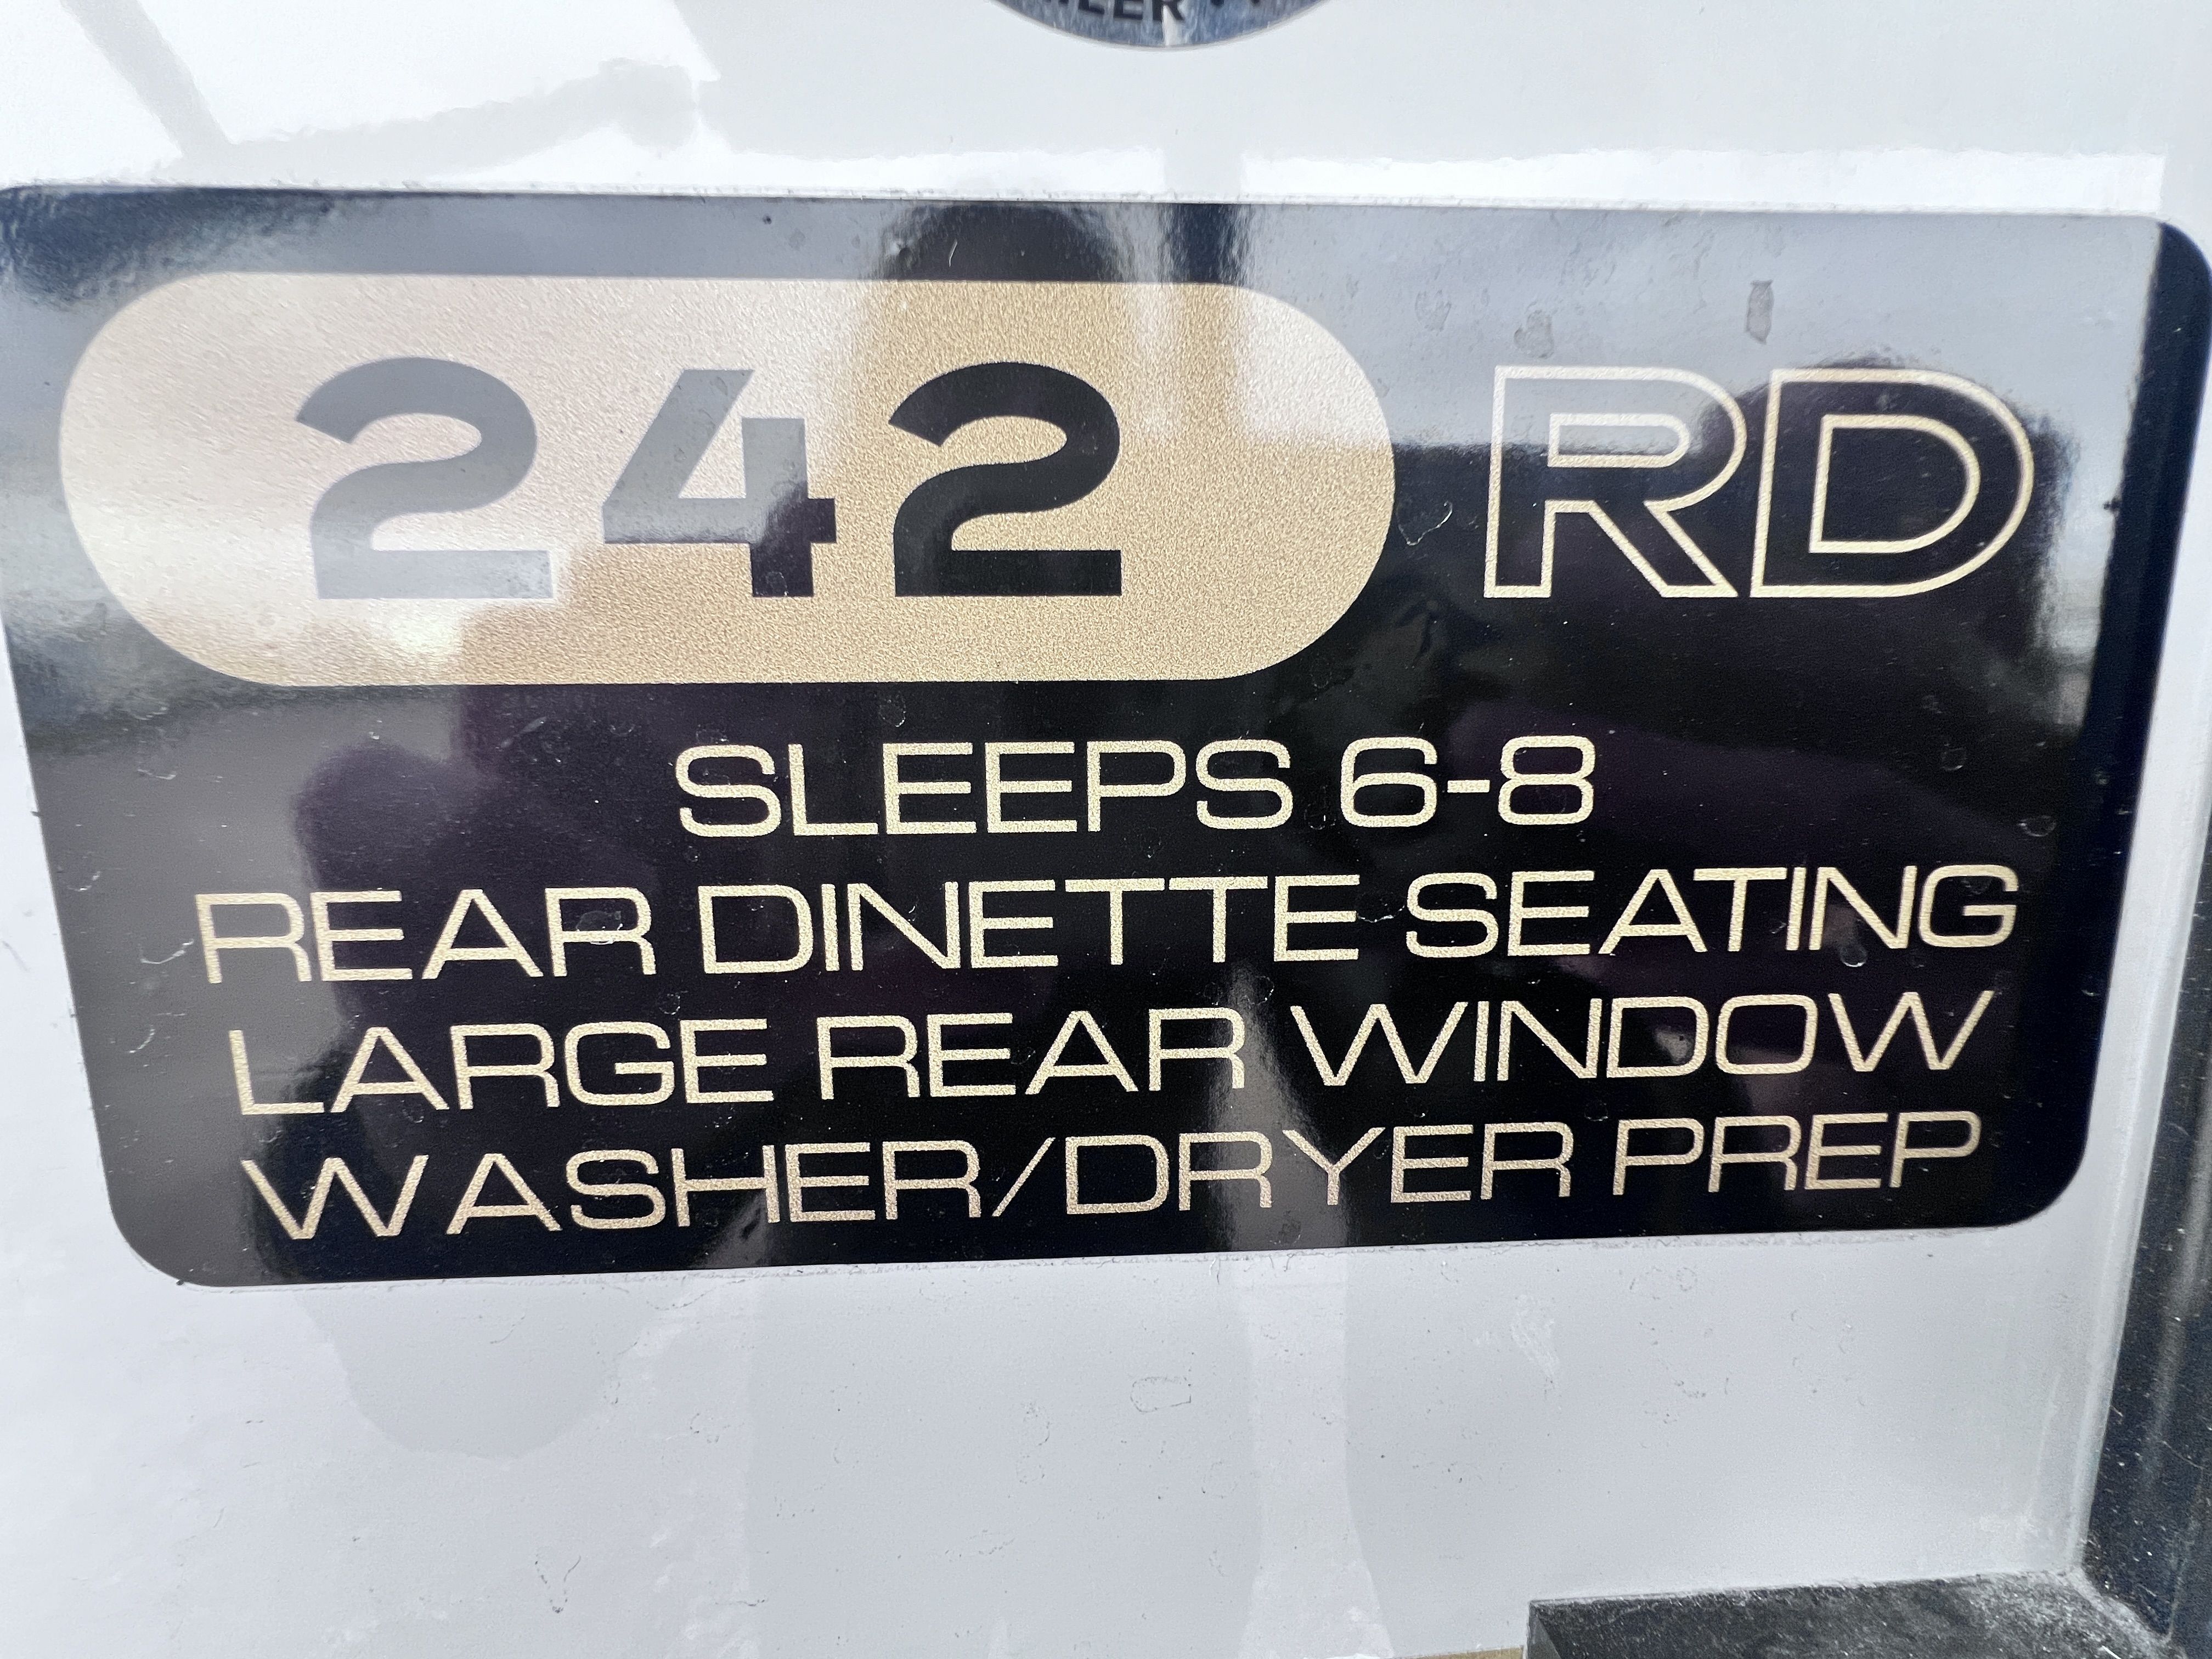 242 RD
SLEEPS 6-8
REAR DINETTE SEATING
LARGE REAR WINDOW
WASHER/DRYER PREP